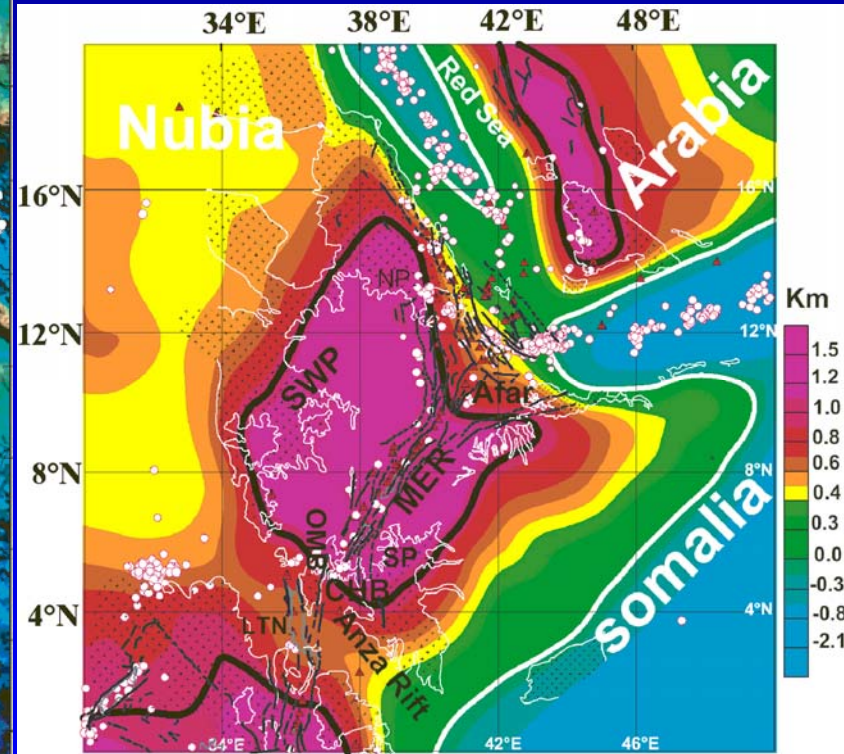 34°E 38°E 42°E 48°E
Nubia
Red Sea
Arabia
16°N 16°N
NP
Km
12°N 12°N
SWP
Afar
MER
8°N 8°N
OMB
SP
CHB
somalia
4°N 4°N
LTN
Anza Rift
34°E 42°E 46°E
1.5
1.2
1.0
0.8
0.6
0.4
0.3
0.0
-0.3
-0.8
-2.1